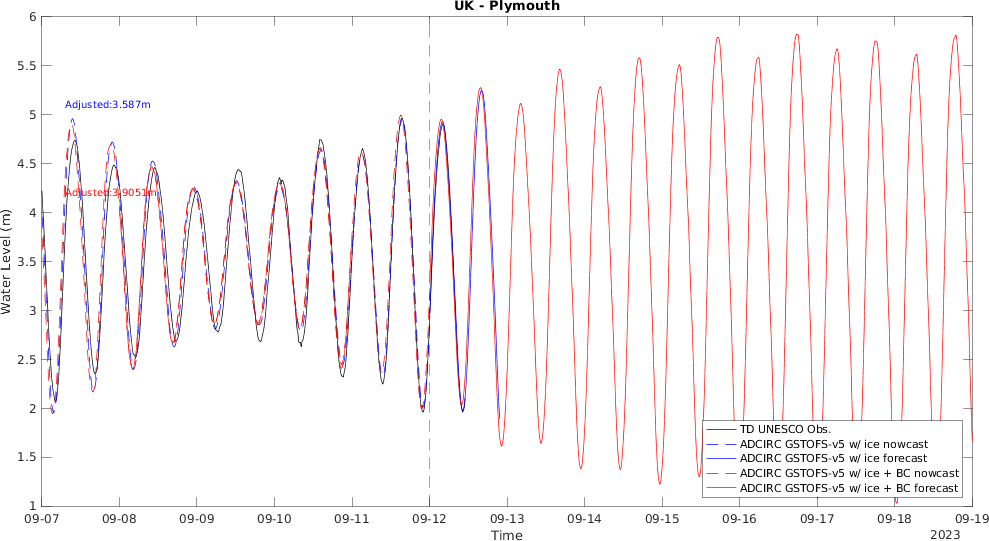 UK - Plymouth
6
5.5
5
4.5
4
3.5
3
2.5
2
1.5
1
Water Level (m)
Adjusted:3.587m
Adjusted:3.9051m
TD UNESCO Obs.
ADCIRC GSTOFS-v5 w/ ice nowcast
ADCIRC GSTOFS-v5 w/ ice forecast
ADCIRC GSTOFS-v5 w/ ice + BC nowcast
ADCIRC GSTOFS-v5 w/ ice + BC forecast
09-07 09-08 09-09 09-10 09-11 09-12 09-13 09-14 09-15 09-16 09-17 09-18 09-19
Time
2023